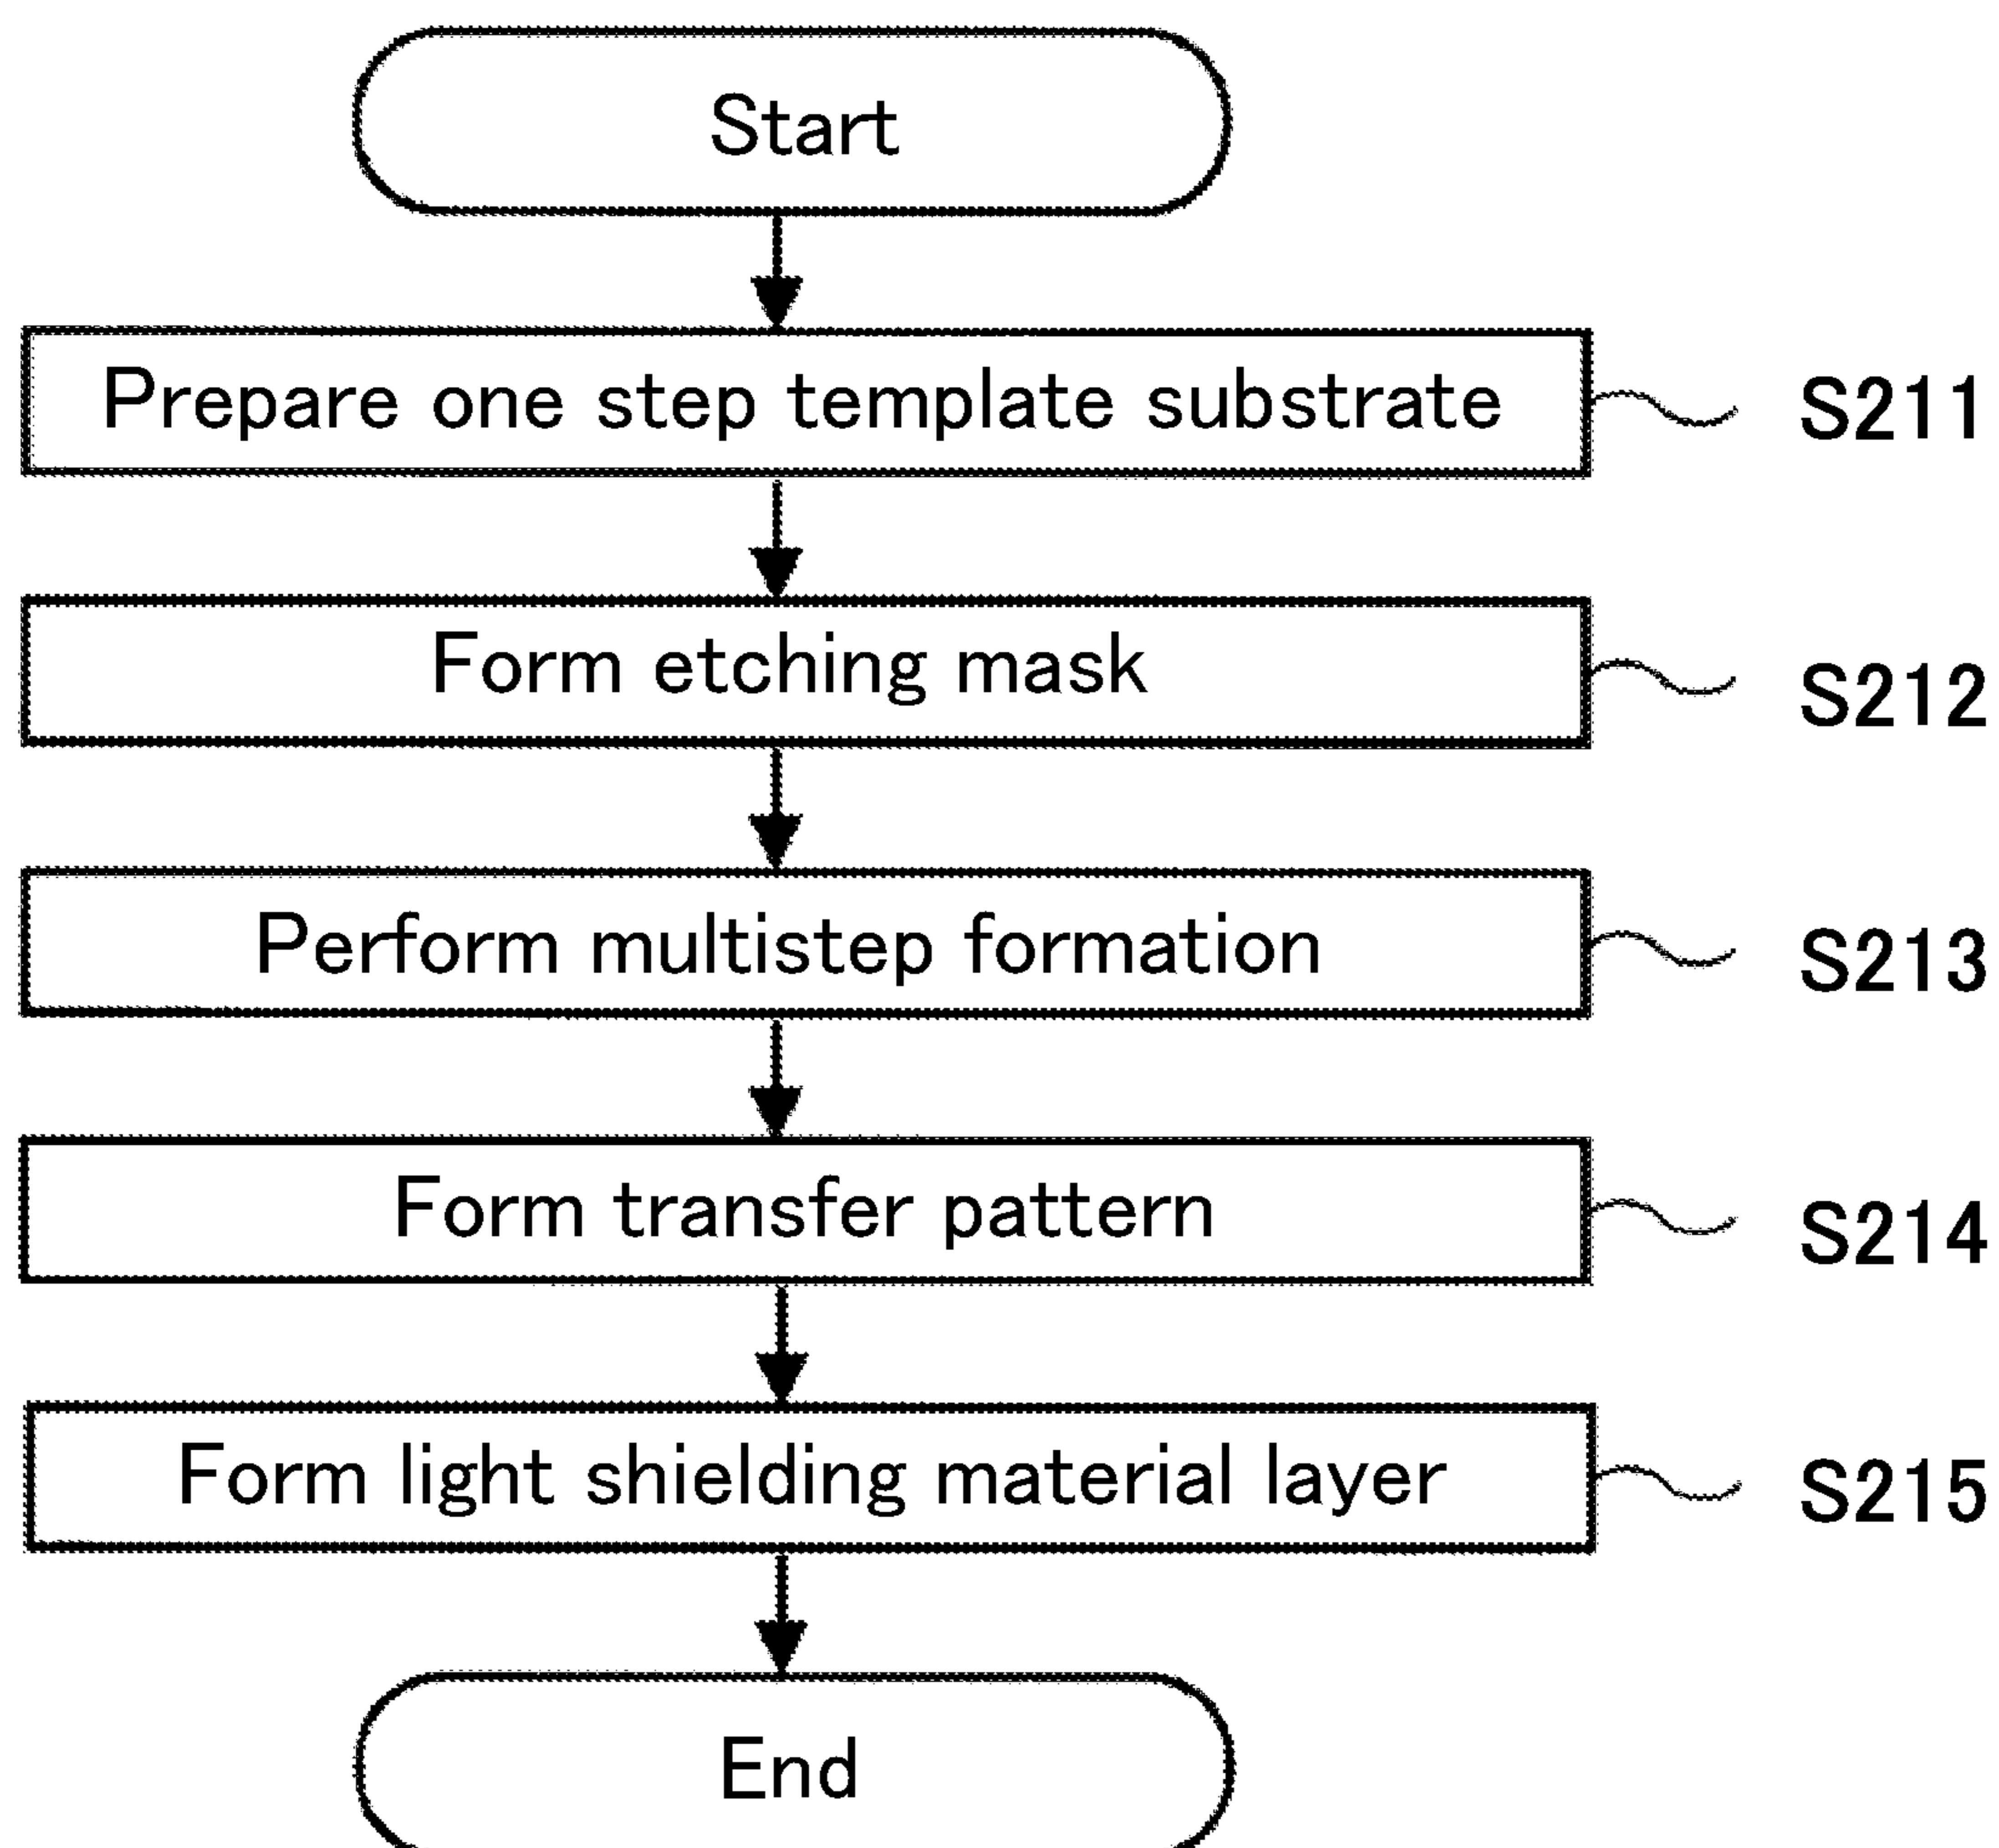 Start
Prepare one step template substrate S211
Form etching mask S212
Perform multistep formation S213
Form transfer pattern S214
Form light shielding material layer S215
End